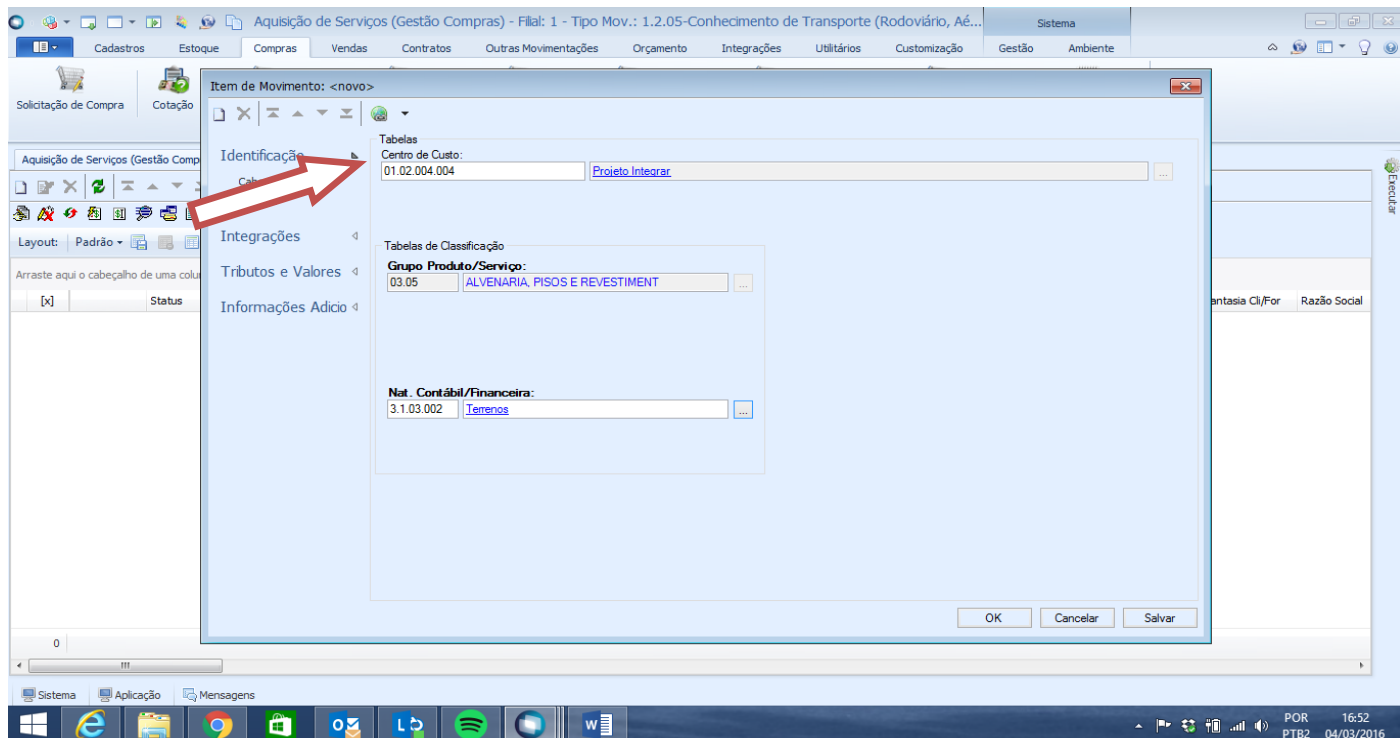 Aquisição de Serviços (Gestão Compras) - Filial: 1 - Tipo Mov.: 1.2.05-Conhecimento de Transporte (Rodoviário, Aé...
Sistema
Cadastros Estoque Compras Vendas Contratos Outras Movimentações Orçamento Integrações Utilitários Customização Gestão Ambiente
Solicitação de Compra Cotação
Item de Movimento: <novo>
Aquisição de Serviços (Gestão Comp
Layout: Padrão
Arraste aqui o cabeçalho de uma colu
[x] Status
Identificação
Integrações
Tributos e Valores
Informações Adicio
Tabelas
Centro de Custo:
01.02.004.004 Projeto Integrar ...
Tabelas de Classificação
Grupo Produto/Serviço:
03.05 ALVENARIA, PISOS E REVESTIMENT ...
Nat. Contábil/Financeira:
3.1.03.002 Terrenos ...
OK Cancelar Salvar
antasia Cli/For Razão Social
Executar
0
Sistema Aplicação Mensagens
POR 16:52
PTB2 04/03/2016